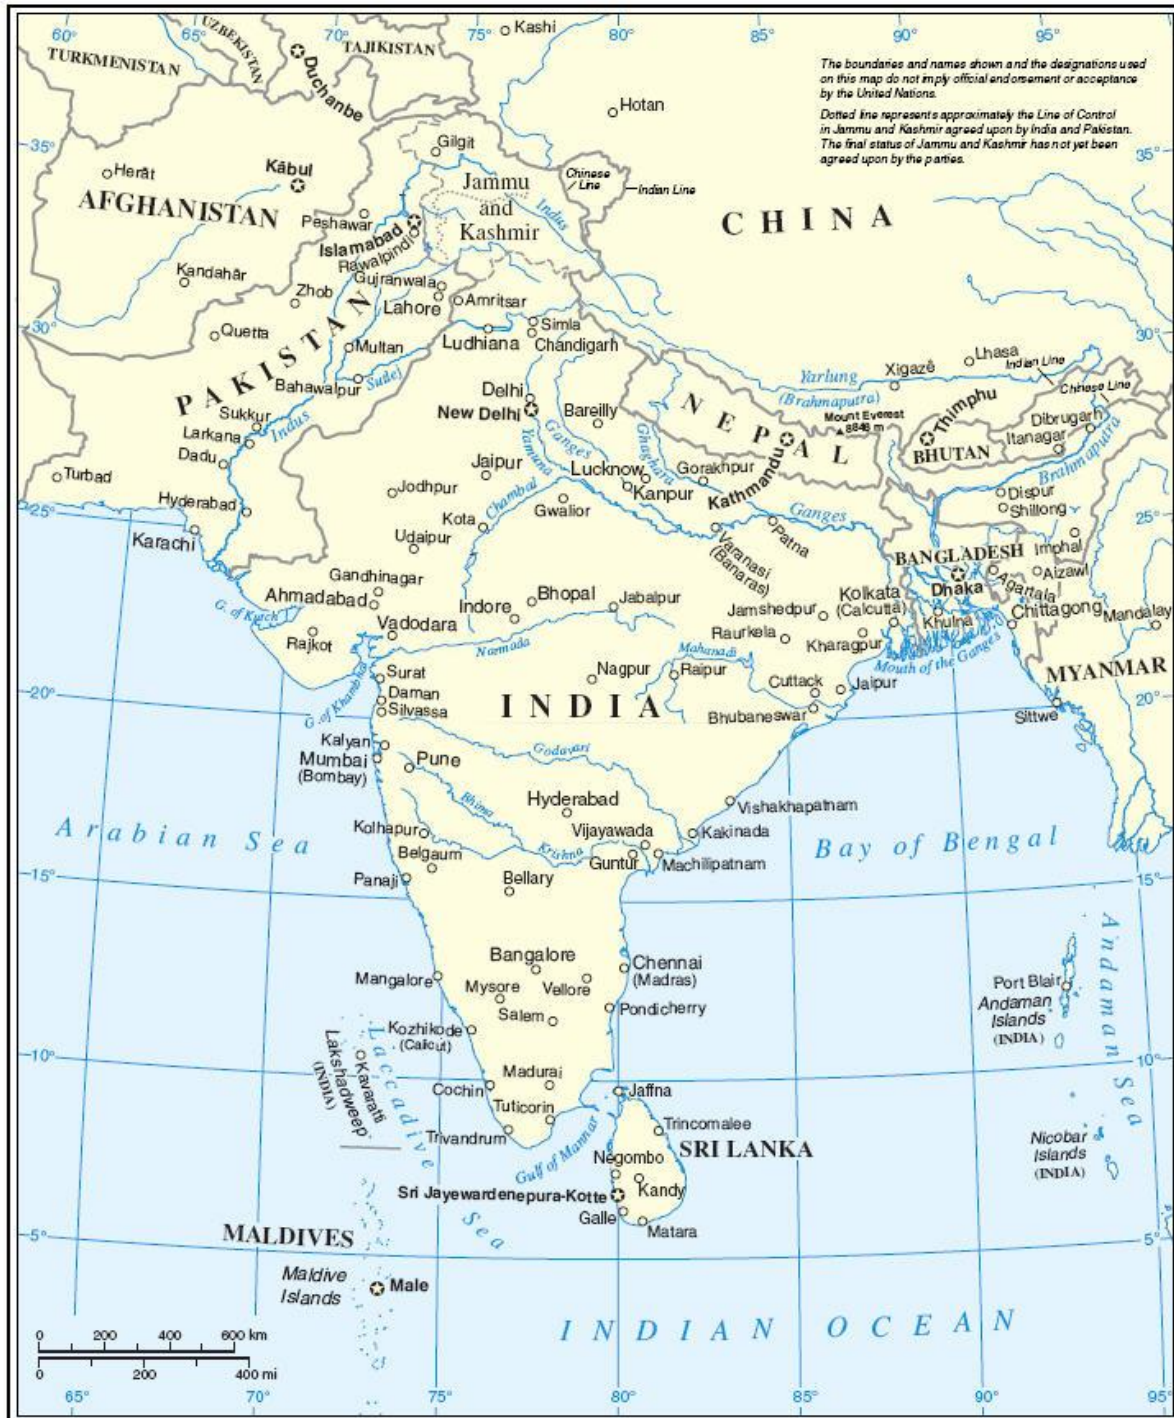 60°
65°
70°
75°
80°
85°
90°
95°
UZBEKISTAN
TAJIKISTAN
TURKMENISTAN
Duchanbe
Kashi
Hotan
The boundaries and names shown and the designations used
on this map do not imply official endorsement or acceptance
by the United Nations.
Dotted line represents approximately the Line of Control
in Jammu and Kashmir agreed upon by India and Pakistan.
The final status of Jammu and Kashmir has not yet been
agreed upon by the parties.
35°
35°
Gilgit
Herāt
Kābul
Jammu
and
Kashmir
Chinese
Line
Indian Line
AFGHANISTAN
Peshawar
Islamabad
Rawalpindi
Indus
CHINA
Kandahār
Zhob
Gujranwala
Lahore
Amritsar
30°
30°
Quetta
Multan
Ludhiana
Simla
Chandigarh
PAKISTAN
Bahawalpur
Sutlej
Delhi
New Delhi
Bareilly
NEPAL
Yarlung
(Brahmaputra)
Xigazê
Lhasa
Indian Line
Chinese Line
Mount Everest
8848 m
Thimphu
Dibrugarh
Itanagar
BHUTAN
Brahmaputra
Sukkur
Larkana
Indus
Dadu
Turbad
Hyderabad
Jaipur
Jodhpur
Yamuna
Ganges
Ghaghara
Lucknow
Kanpur
Gorakhpur
Kathmandu
Dispur
Shillong
25°
25°
Karachi
Kota
Chambal
Gwalior
Udaipur
Varanasi
(Banaras)
Patna
Ganges
BANGLADESH
Dhaka
Imphal
Aizawl
Agartala
Gandhinagar
Ahmadabad
G. of Kutch
Rajkot
Vadodara
Indore
Bhopal
Jabalpur
Jamshedpur
Raurkela
Kolkata
(Calcutta)
Kharagpur
Khulna
Chittagong
Mandalay
Narmada
Mahanadi
Mouth of the Ganges
MYANMAR
G. of Khambhat
Surat
Daman
Silvassa
Nagpur
Raipur
Cuttack
Jaipur
Bhubaneswar
Sittwe
20°
20°
INDIA
Kalyan
Mumbai
(Bombay)
Pune
Godavari
Bhima
Hyderabad
Vishakhapatnam
Arabian Sea
Kolhapur
Belgaum
Vijayawada
Kakinada
Krishna
Guntur
Machilipatnam
Bay of Bengal
15°
15°
Panaji
Bellary
Bangalore
Mangalore
Mysore
Vellore
Chennai
(Madras)
Salem
Pondicherry
Port Blair
Andaman
Islands
(INDIA)
Andaman Sea
Kozhikode
(Calicut)
10°
10°
Laccadive
Sea
Kavaratti
Lakshadweep
(INDIA)
Cochin
Madurai
Tuticorin
Trivandrum
Jaffna
Trincomalee
Gulf of Mannar
SRI LANKA
Negombo
Kandy
Sri Jayewardenepura-Kotte
Galle
Matara
Nicobar
Islands
(INDIA)
5°
5°
MALDIVES
Maldive
Islands
Male
INDIAN OCEAN
0 200 400 600 km
0 200 400 mi
65°
70°
75°
80°
85°
90°
95°